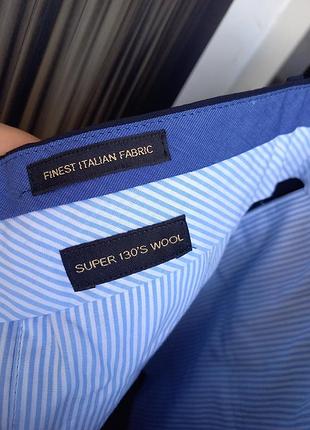 FINEST ITALIAN FABRIC
SUPER 130'S WOOL